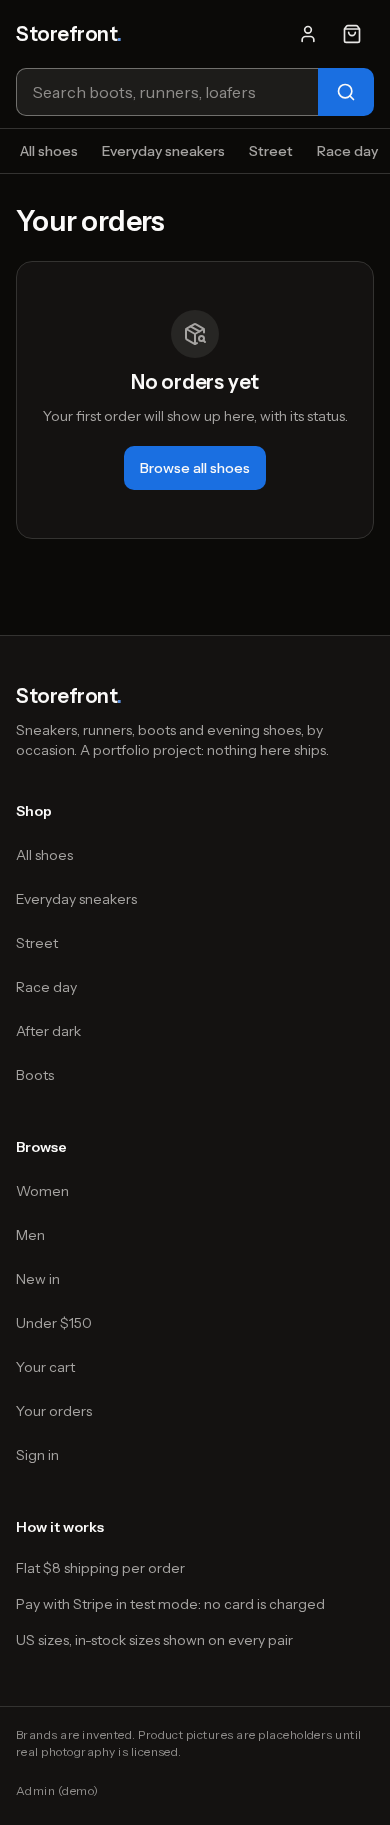 Storefront.
Search boots, runners, loafers
All shoes Everyday sneakers Street Race day
Your orders
No orders yet
Your first order will show up here, with its status.
Browse all shoes
Storefront.
Sneakers, runners, boots and evening shoes, by
occasion. A portfolio project: nothing here ships.
Shop
All shoes
Everyday sneakers
Street
Race day
After dark
Boots
Browse
Women
Men
New in
Under $150
Your cart
Your orders
Sign in
How it works
Flat $8 shipping per order
Pay with Stripe in test mode: no card is charged
US sizes, in-stock sizes shown on every pair
Brands are invented. Product pictures are placeholders until
real photography is licensed.
Admin (demo)